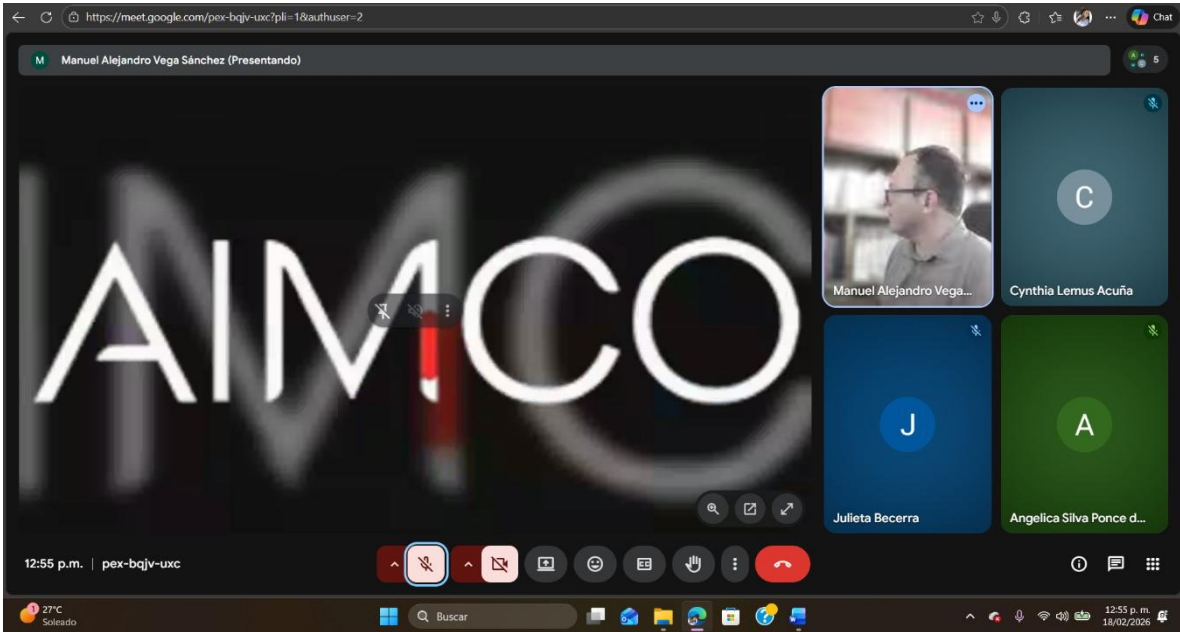 https://meet.google.com/pex-bqjv-uxc?pli=1&authuser=2
Chat
M Manuel Alejandro Vega Sánchez (Presentando)
5
AIMCO
Manuel Alejandro Vega...
C
Cynthia Lemus Acuña
J
Julieta Becerra
A
Angelica Silva Ponce d...
12:55 p.m. | pex-bqjv-uxc
1
27°C
Soleado
Buscar
12:55 p. m.
18/02/2026